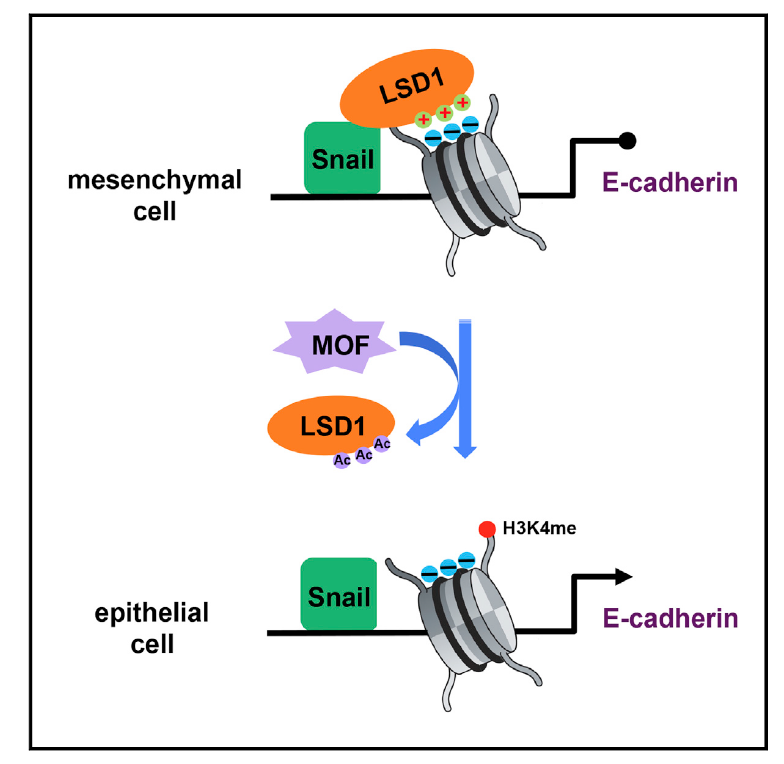 LSD1
+ + +
− − −
Snail
mesenchymal
cell
E-cadherin
MOF
LSD1
Ac Ac Ac
H3K4me
− − −
Snail
epithelial
cell
E-cadherin